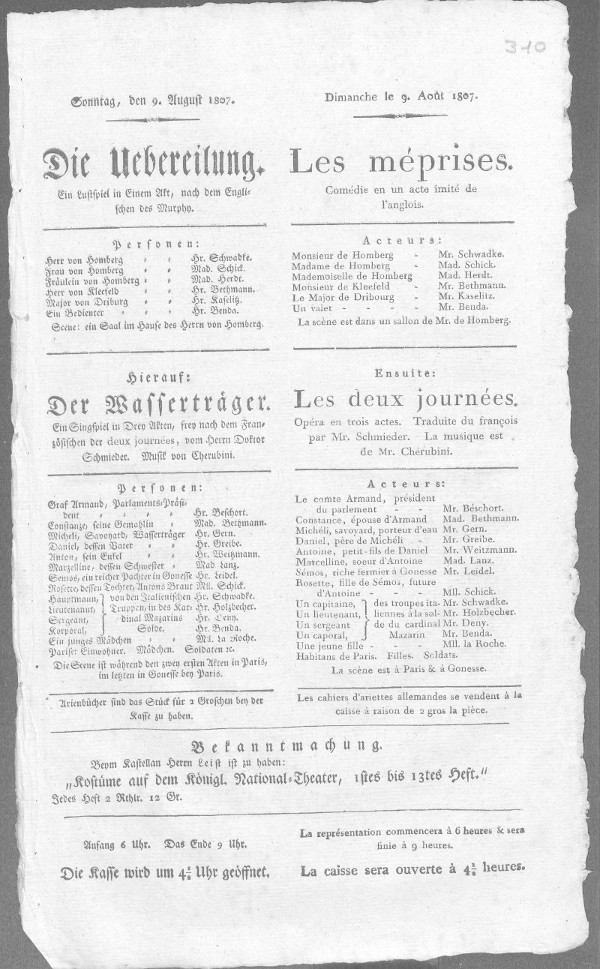 310
Sonntag, den 9. August 1807.
Die Uebereilung.
Ein Lustspiel in Einem Akt, nach dem Engli-
schen des Murphy.
Personen:
Herr von Homberg - - Hr. Schwadke.
Frau von Homberg - - Mad. Schick.
Fräulein von Homberg - - Mad. Herdt.
Herr von Kleefeld - - Hr. Bethmann.
Major von Driburg - - Hr. Kaselitz.
Ein Bedienter - - Hr. Benda.
Scene: ein Saal im Hause des Herrn von Homberg.
Hierauf:
Der Wasserträger.
Ein Singspiel in Drey Akten, frey nach dem Fran-
zösischen der deux journées, vom Herrn Doktor
Schmieder. Musik von Cherubini.
Personen:
Graf Armand, Parlaments-Präsi-
dent - - - Hr. Beschort.
Constanze, seine Gemahlin - Mad. Bethmann.
Micheli, Savoyard, Wasserträger Hr. Gern.
Daniel, dessen Vater - - Hr. Greibe.
Anton, sein Enkel - - Hr. Weitzmann.
Marzelline, dessen Schwester - Mad Lanz.
Semos, ein reicher Pachter in Gonesse Hr. Leidel.
Rosette dessen Tochter, Antons Braut Mll. Schick.
Hauptmann, } von den Italienischen Hr. Schwadke.
Lieutenannt, } Truppen, in des Kar- Hr. Holzbecher.
Sergeant, } dinal Mazarins Hr. Deny.
Korporal, } Solde. Hr. Benda.
Ein junges Mädchen - - Mll. la Roche.
Pariser Einwohner. Mädchen. Soldaten ec.
Die Scene ist während den zwey ersten Akten in Paris,
im letzten in Gonesse bey Paris.
Arienbücher sind das Stück für 2 Groschen bey der
Kasse zu haben.
Dimanche le 9. Août 1807.
Les méprises.
Comédie en un acte imité de
l'anglois.
Acteurs:
Monsieur de Homberg - Mr. Schwadke.
Madame de Homberg - Mad. Schick.
Mademoiselle de Homberg Mad. Herdt.
Monsieur de Kleefeld - Mr. Bethmann.
Le Major de Dribourg - Mr. Kaselitz.
Un valet - - - - Mr. Benda.
La scène est dans un sallon de Mr. de Homberg.
Ensuite:
Les deux journées.
Opéra en trois actes. Traduite du françois
par Mr. Schmieder. La musique est
de Mr. Chérubini.
Acteurs:
Le comte Armand, président
du parlement - - Mr. Béschort.
Constance, épouse d'Armand Mad. Bethmann.
Michéli, savoyard, porteur d'eau Mr. Gern.
Daniel, père de Michéli - Mr. Greibe.
Antoine, petit-fils de Daniel Mr. Weitzmann.
Marcelline, soeur d'Antoine Mad. Lanz.
Sémos, riche fermier à Gonesse Mr. Leidel.
Rosette, fille de Sémos, future
d'Antoine - - - Mll. Schick.
Un capitaine, } des troupes ita- Mr. Schwadke.
Un lieutenant, } liennes à la sol- Mr. Holzbecher.
Un sergeant } de du cardinal Mr. Deny.
Un caporal, } Mazarin Mr. Benda.
Une jeune fille - - - Mll. la Roche.
Habitans de Paris. Filles. Soldats.
La scène est à Paris & à Gonesse.
Les cahiers d'ariettes allemandes se vendent à la
caisse à raison de 2 gros la pièce.
Bekanntmachung.
Beym Kastellan Herrn Leist ist zu haben:
„Kostüme auf dem Königl. National-Theater, 1stes bis 13tes Heft."
Jedes Heft 2 Rthlr. 12 Gr.
Anfang 6 Uhr. Das Ende 9 Uhr.
Die Kasse wird um 4½ Uhr geöffnet.
La représentation commencera à 6 heures & sera
finie à 9 heures.
La caisse sera ouverte à 4½ heures.